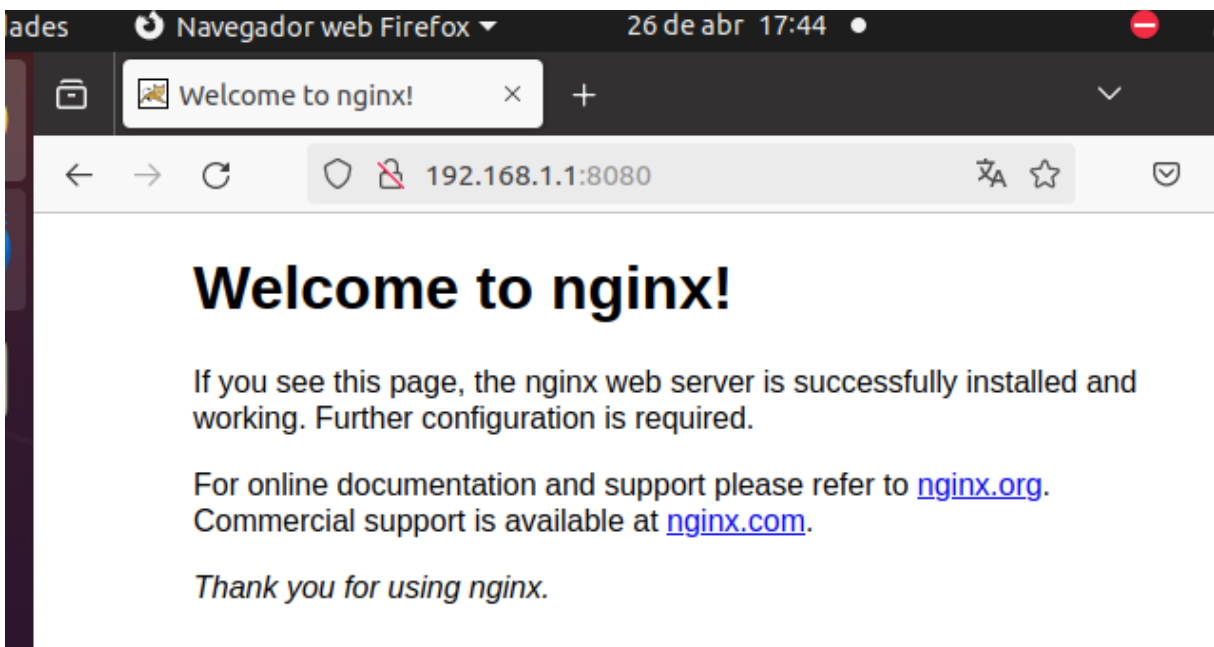 ades Navegador web Firefox 26 de abr 17:44
Welcome to nginx!
192.168.1.1:8080
Welcome to nginx!
If you see this page, the nginx web server is successfully installed and
working. Further configuration is required.
For online documentation and support please refer to nginx.org.
Commercial support is available at nginx.com.
Thank you for using nginx.